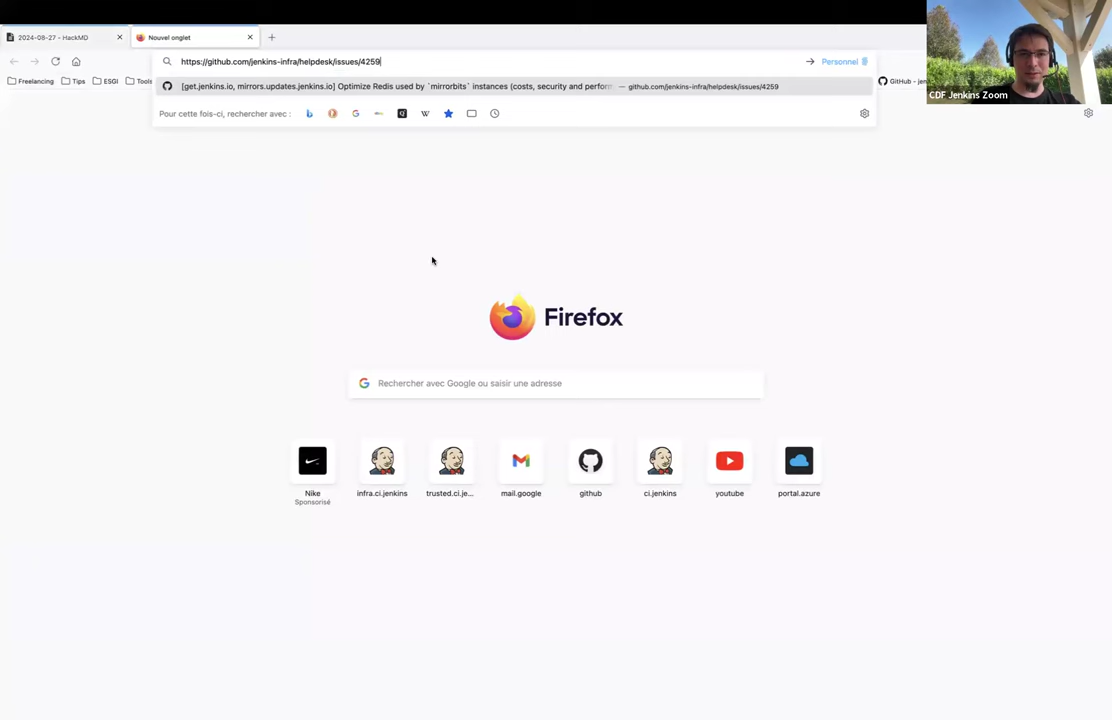 2024-08-27 - HackMD
Nouvel onglet
https://github.com/jenkins-infra/helpdesk/issues/4259
Personnel
Freelancing
Tips
ESGI
Tools
[get.jenkins.io, mirrors.updates.jenkins.io] Optimize Redis used by `mirrorbits` instances (costs, security and perform — github.com/jenkins-infra/helpdesk/issues/4259
GitHub - jen
CDF Jenkins Zoom
Pour cette fois-ci, rechercher avec :
Firefox
Rechercher avec Google ou saisir une adresse
Nike
Sponsorisé
infra.ci.jenkins
trusted.ci.je...
mail.google
github
ci.jenkins
youtube
portal.azure